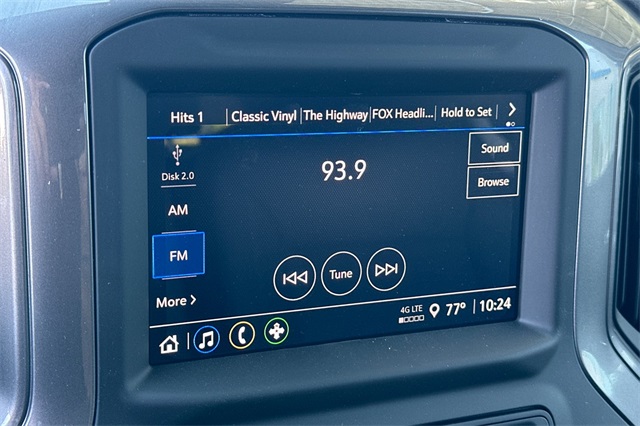 Hits 1 Classic Vinyl The Highway FOX Headli... Hold to Set >
Disk 2.0
93.9
Sound
Browse
AM
FM
Tune
More >
4G LTE 77° 10:24